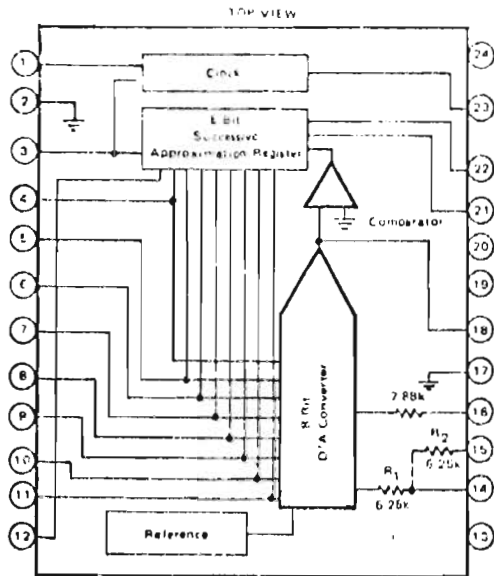 TOP VIEW
1
24
Clock
2
23
8 Bit
Successive
Approximation Register
3
22
4
21
Comparator
5
20
6
19
7
18
8
17
8 Bit
D/A Converter
9
7.88k
16
10
R2
15
6.25k
R1
11
14
6.25k
12
Reference
13